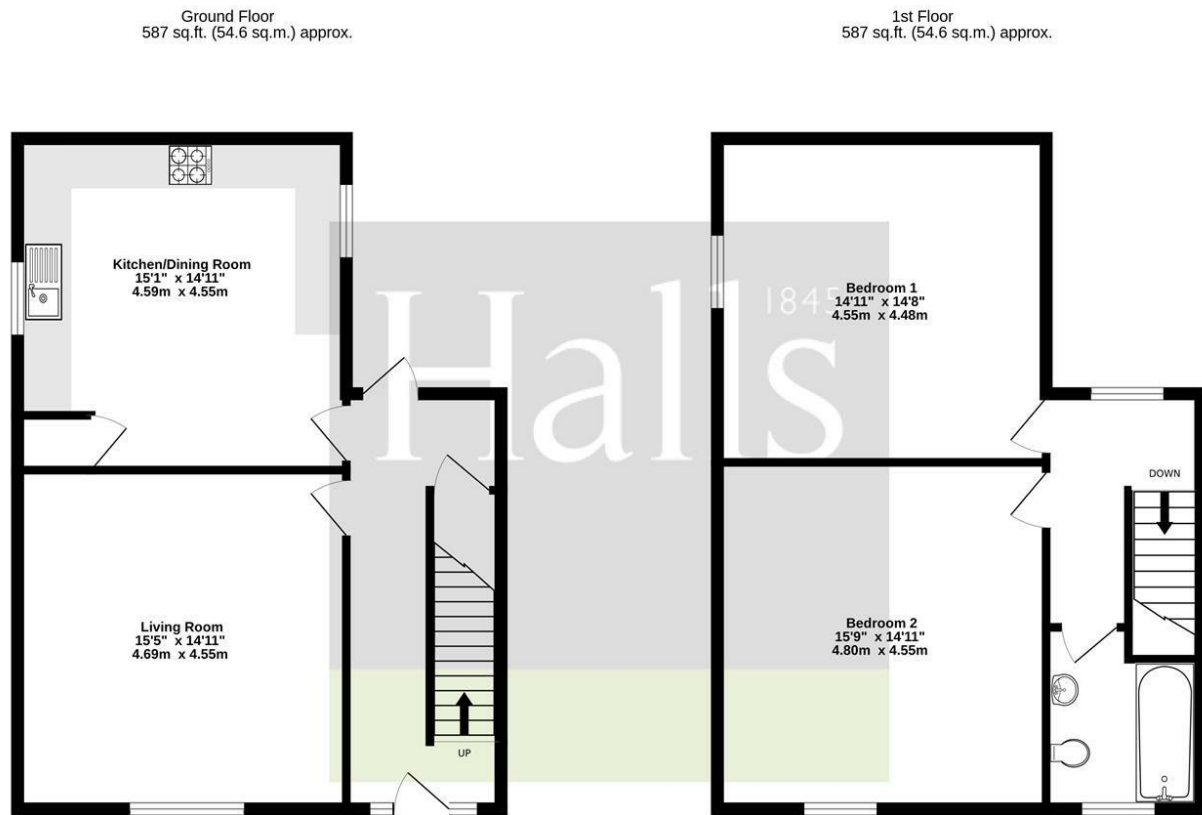 Ground Floor
587 sq.ft. (54.6 sq.m.) approx.
1st Floor
587 sq.ft. (54.6 sq.m.) approx.
Kitchen/Dining Room
15'1" x 14'11"
4.59m x 4.55m
Living Room
15'5" x 14'11"
4.69m x 4.55m
UP
Bedroom 1
14'11" x 14'8"
4.55m x 4.48m
DOWN
Bedroom 2
15'9" x 14'11"
4.80m x 4.55m
1845
Halls